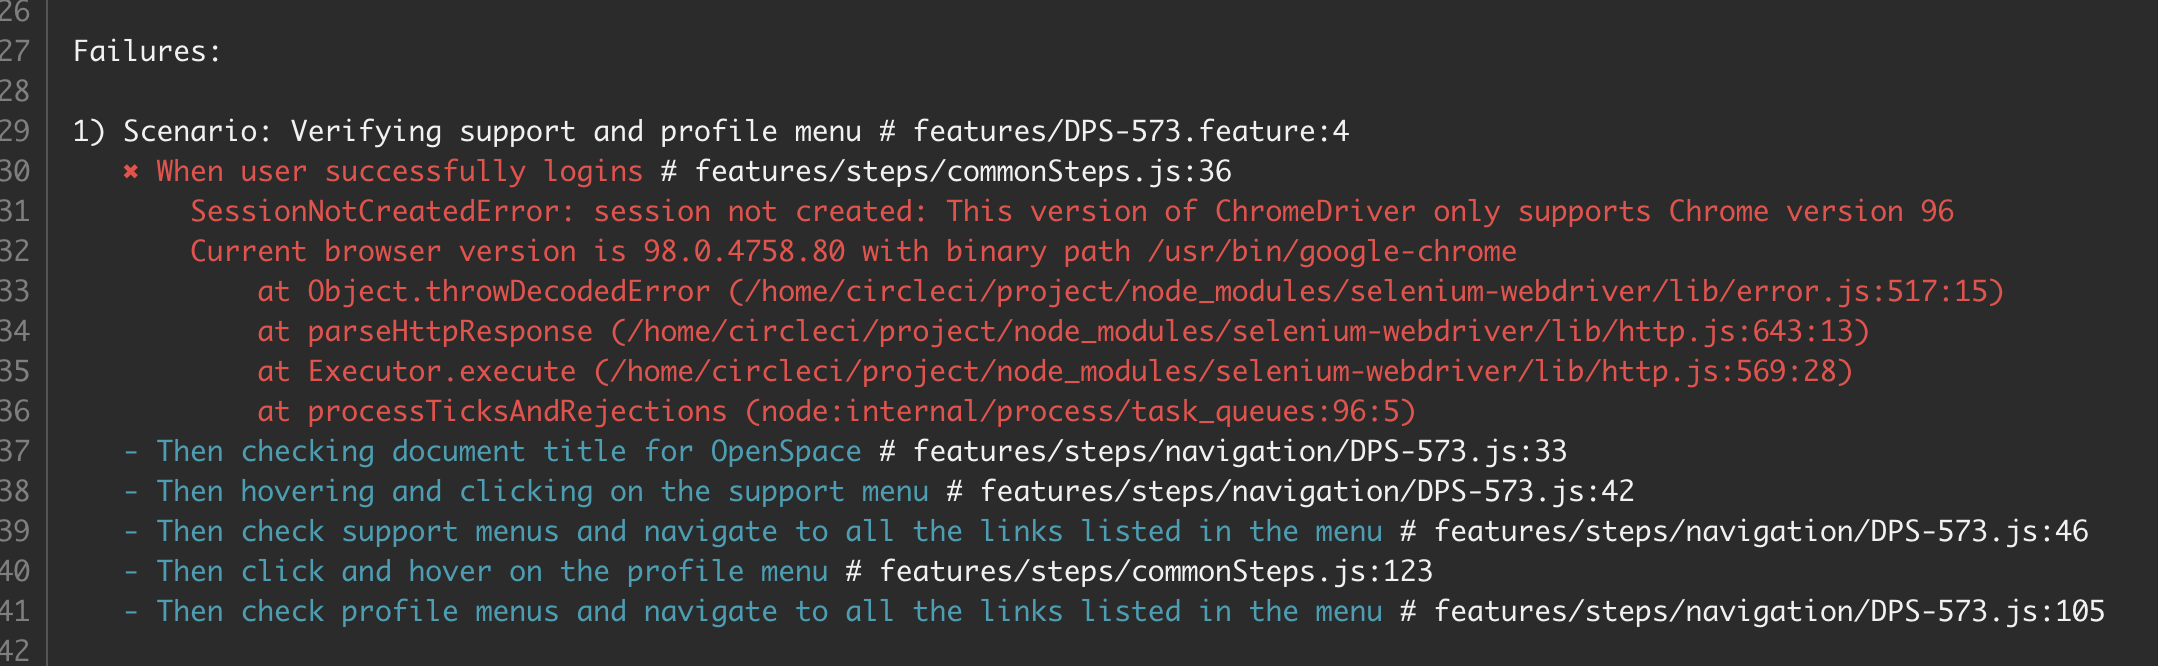 26
27 Failures:
28
29 1) Scenario: Verifying support and profile menu # features/DPS-573.feature:4
30 ✖ When user successfully logins # features/steps/commonSteps.js:36
31 SessionNotCreatedError: session not created: This version of ChromeDriver only supports Chrome version 96
32 Current browser version is 98.0.4758.80 with binary path /usr/bin/google-chrome
33 at Object.throwDecodedError (/home/circleci/project/node_modules/selenium-webdriver/lib/error.js:517:15)
34 at parseHttpResponse (/home/circleci/project/node_modules/selenium-webdriver/lib/http.js:643:13)
35 at Executor.execute (/home/circleci/project/node_modules/selenium-webdriver/lib/http.js:569:28)
36 at processTicksAndRejections (node:internal/process/task_queues:96:5)
37 - Then checking document title for OpenSpace # features/steps/navigation/DPS-573.js:33
38 - Then hovering and clicking on the support menu # features/steps/navigation/DPS-573.js:42
39 - Then check support menus and navigate to all the links listed in the menu # features/steps/navigation/DPS-573.js:46
40 - Then click and hover on the profile menu # features/steps/commonSteps.js:123
41 - Then check profile menus and navigate to all the links listed in the menu # features/steps/navigation/DPS-573.js:105
42